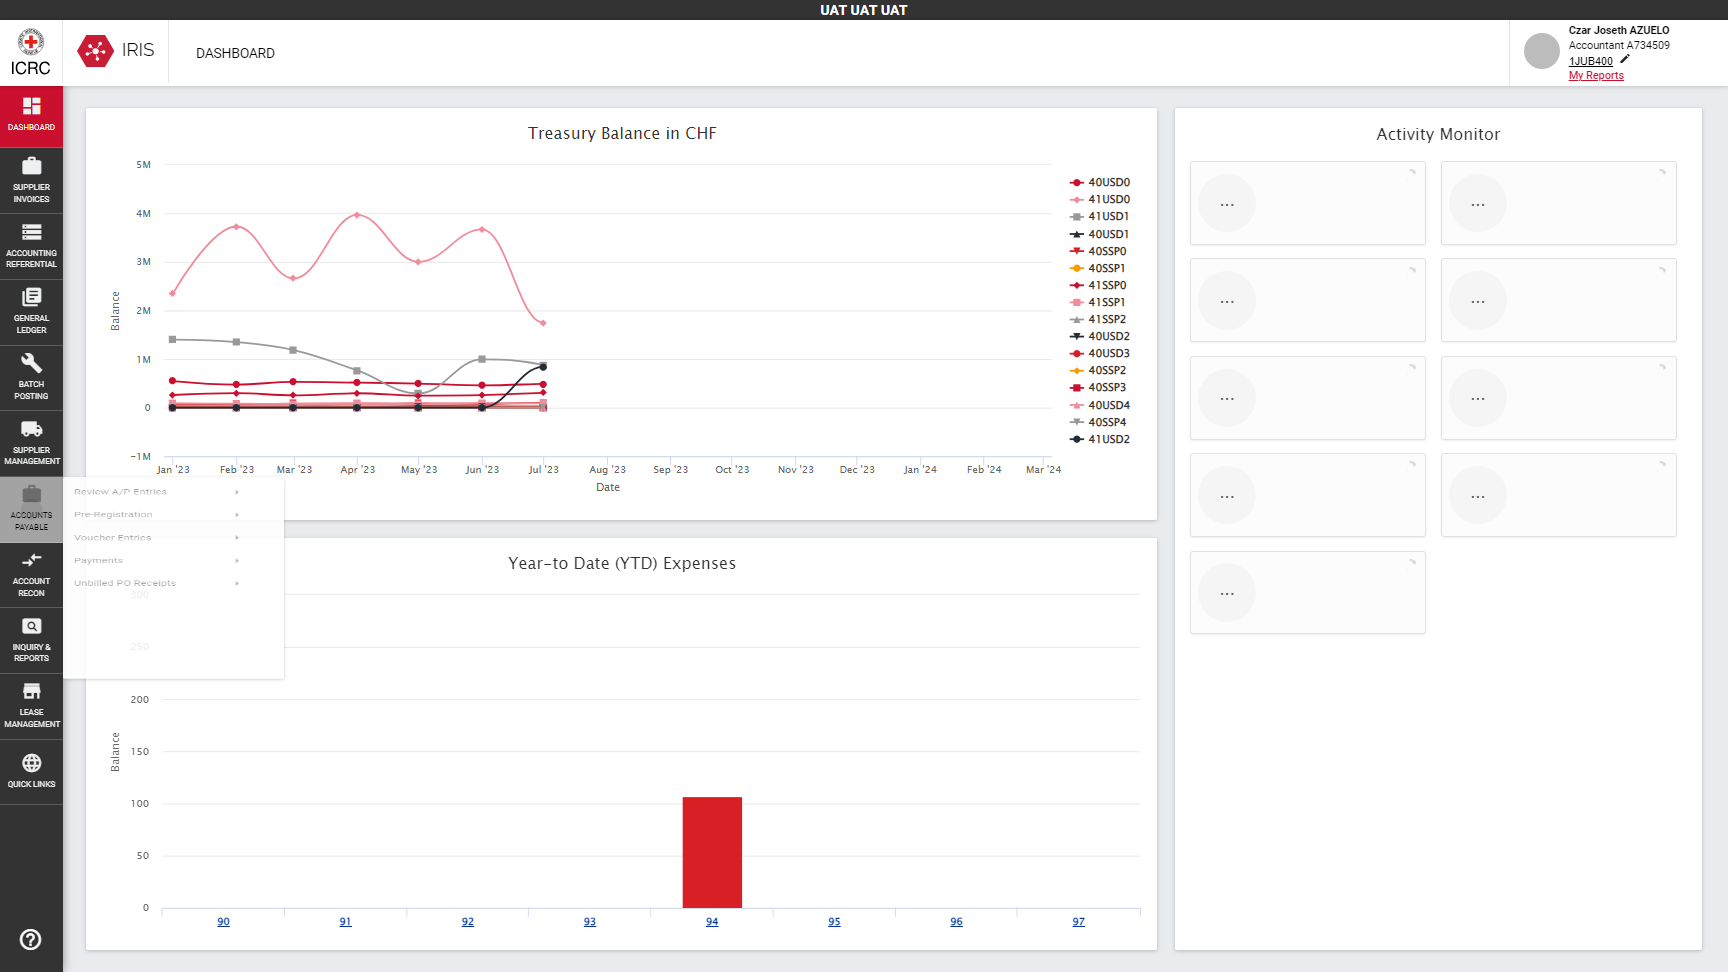 UAT UAT UAT
ICRC
IRIS
DASHBOARD
Czar Joseth AZUELO
Accountant A734509
1JUB400
My Reports
DASHBOARD
SUPPLIER
INVOICES
ACCOUNTING
REFERENTIAL
GENERAL
LEDGER
BATCH
POSTING
SUPPLIER
MANAGEMENT
ACCOUNTS
PAYABLE
ACCOUNT
RECON
INQUIRY &
REPORTS
LEASE
MANAGEMENT
QUICK LINKS
Review A/P Entries
Pre-Registration
Voucher Entries
Payments
Unbilled PO Receipts
Treasury Balance in CHF
Balance
5M
4M
3M
2M
1M
0
-1M
Jan '23 Feb '23 Mar '23 Apr '23 May '23 Jun '23 Jul '23 Aug '23 Sep '23 Oct '23 Nov '23 Dec '23 Jan '24 Feb '24 Mar '24
Date
40USD0
41USD0
41USD1
40USD1
40SSP0
40SSP1
41SSP0
41SSP1
41SSP2
40USD2
40USD3
40SSP2
40SSP3
40USD4
40SSP4
41USD2
Year-to Date (YTD) Expenses
Balance
300
250
200
150
100
50
0
90 91 92 93 94 95 96 97
Activity Monitor
... ...
... ...
... ...
... ...
...